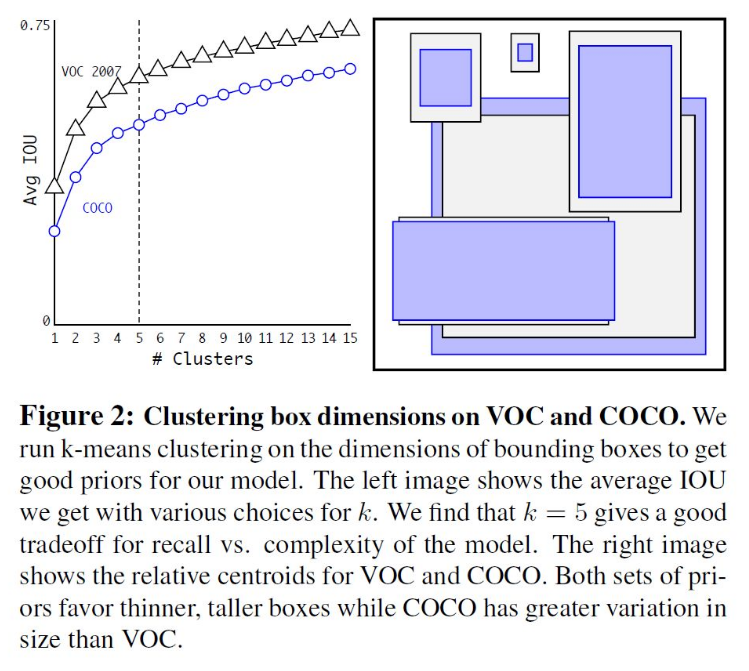 0.75
VOC 2007
Avg IOU
COCO
0
1 2 3 4 5 6 7 8 9 10 11 12 13 14 15
# Clusters
Figure 2: Clustering box dimensions on VOC and COCO. We
run k-means clustering on the dimensions of bounding boxes to get
good priors for our model. The left image shows the average IOU
we get with various choices for k. We find that k = 5 gives a good
tradeoff for recall vs. complexity of the model. The right image
shows the relative centroids for VOC and COCO. Both sets of pri-
ors favor thinner, taller boxes while COCO has greater variation in
size than VOC.